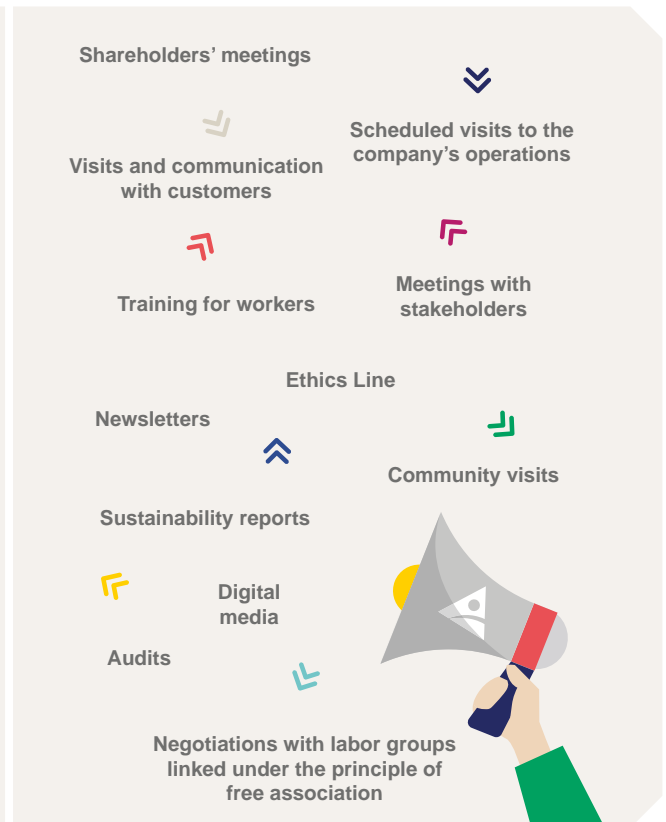 Shareholders’ meetings
Scheduled visits to the
company’s operations
Visits and communication
with customers
Meetings with
stakeholders
Training for workers
Ethics Line
Newsletters
Community visits
Sustainability reports
Digital
media
Audits
Negotiations with labor groups
linked under the principle of
free association